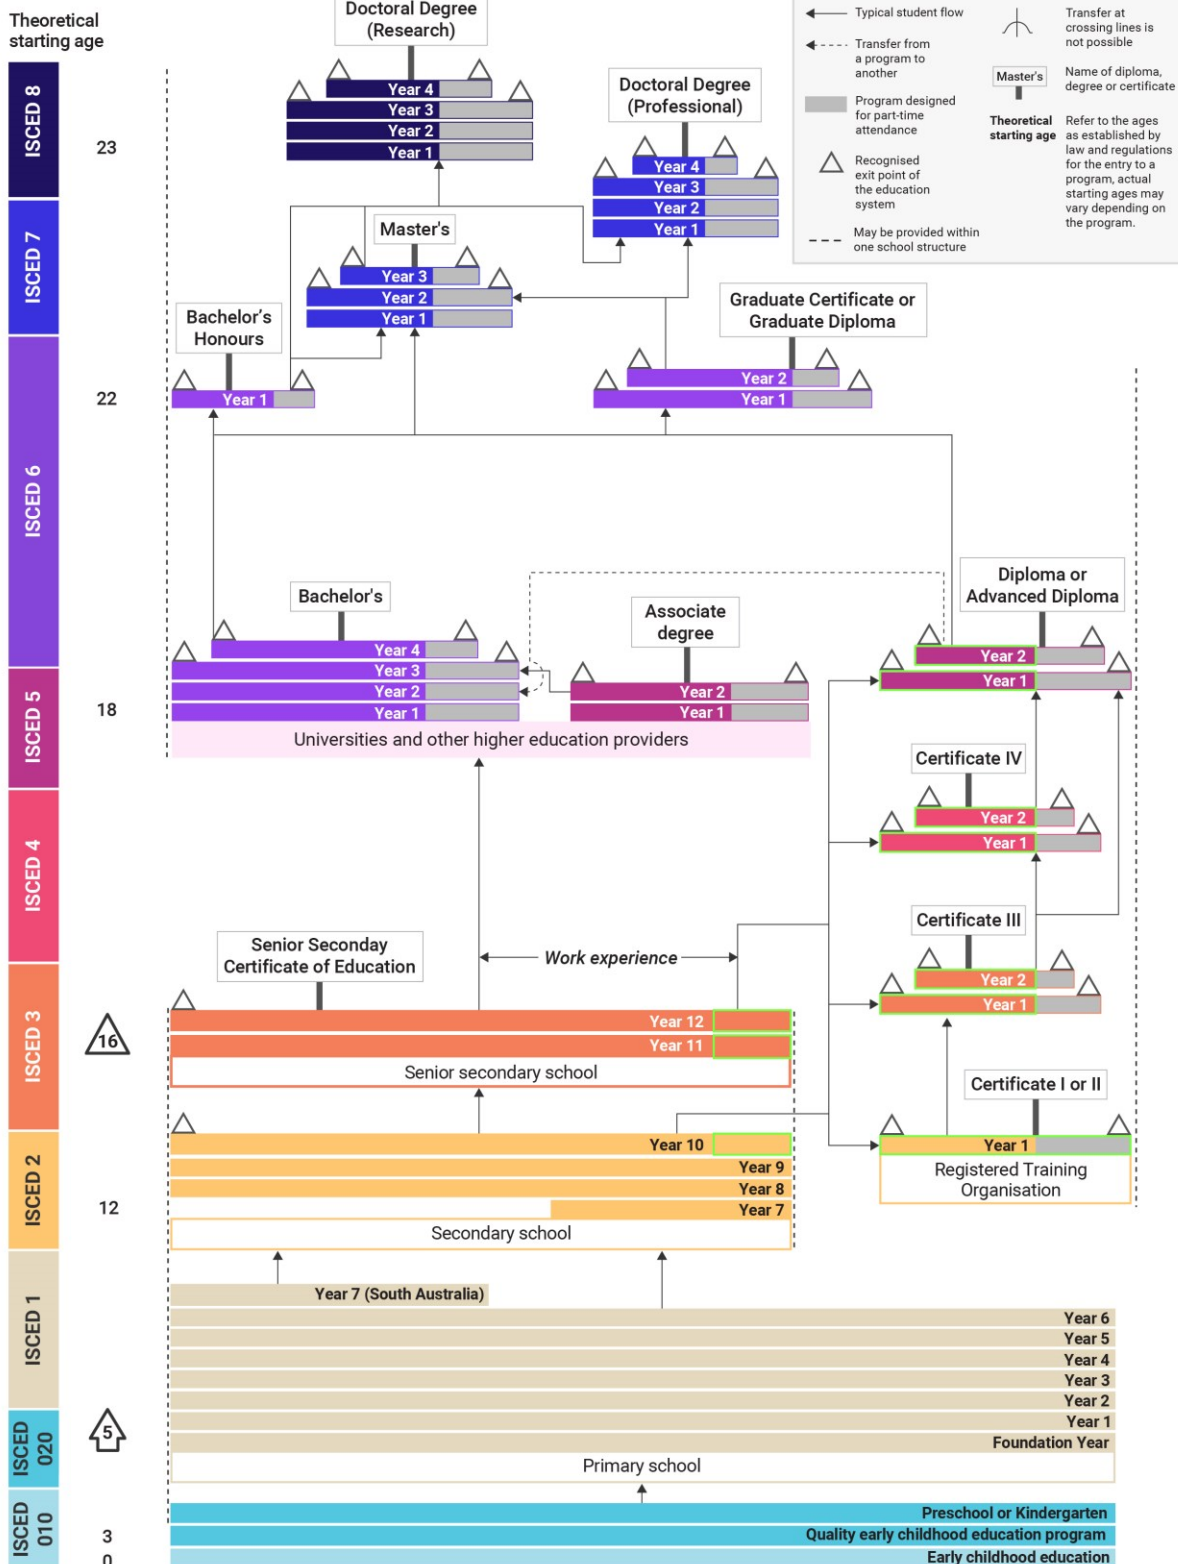 Theoretical
starting age
Doctoral Degree
(Research)
Year 4
Year 3
Year 2
Year 1
Doctoral Degree
(Professional)
Year 4
Year 3
Year 2
Year 1
Typical student flow
Transfer from
a program to
another
Program designed
for part-time
attendance
Recognised
exit point of
the education
system
May be provided within
one school structure
Transfer at
crossing lines is
not possible
Master's
Name of diploma,
degree or certificate
Theoretical
starting age
Refer to the ages
as established by
law and regulations
for the entry to a
program, actual
starting ages may
vary depending on
the program.
ISCED 8
23
ISCED 7
Master's
Year 3
Year 2
Year 1
Bachelor's
Honours
Year 1
Graduate Certificate or
Graduate Diploma
Year 2
Year 1
22
ISCED 6
Bachelor's
Year 4
Year 3
Year 2
Year 1
Associate
degree
Year 2
Year 1
Universities and other higher education providers
Diploma or
Advanced Diploma
Year 2
Year 1
ISCED 5
18
Certificate IV
Year 2
Year 1
ISCED 4
Certificate III
Year 2
Year 1
Work experience
Senior Seconday
Certificate of Education
ISCED 3
16
Year 12
Year 11
Senior secondary school
Certificate I or II
Year 1
Registered Training
Organisation
ISCED 2
12
Year 10
Year 9
Year 8
Year 7
Secondary school
ISCED 1
Year 7 (South Australia)
Year 6
Year 5
Year 4
Year 3
Year 2
Year 1
Foundation Year
Primary school
ISCED
020
5
ISCED
010
3
0
Preschool or Kindergarten
Quality early childhood education program
Early childhood education